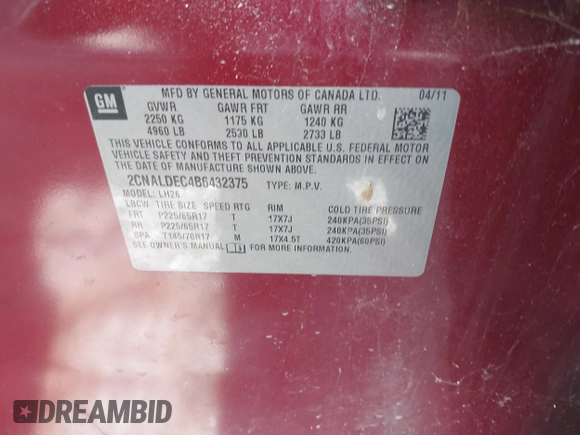 GM
MFD BY GENERAL MOTORS OF CANADA LTD. 04/11
GVWR GAWR FRT GAWR RR
2250 KG 1175 KG 1240 KG
4960 LB 2530 LB 2733 LB
THIS VEHICLE CONFORMS TO ALL APPLICABLE U.S. FEDERAL MOTOR
VEHICLE SAFETY AND THEFT PREVENTION STANDARDS IN EFFECT ON
THE DATE OF MANUFACTURE SHOWN ABOVE.
2CNALDEC4B6432375 TYPE: M.P.V.
MODEL: LH26
LBCW TIRE SIZE SPEED RTG RIM COLD TIRE PRESSURE
FRT P225/65R17 T 17X7J 240KPA(35PSI)
RR P225/65R17 T 17X7J 240KPA(35PSI)
SPA T145/70R17 M 17X4.5T 420KPA(60PSI)
SEE OWNER'S MANUAL FOR MORE INFORMATION.
DREAMBID